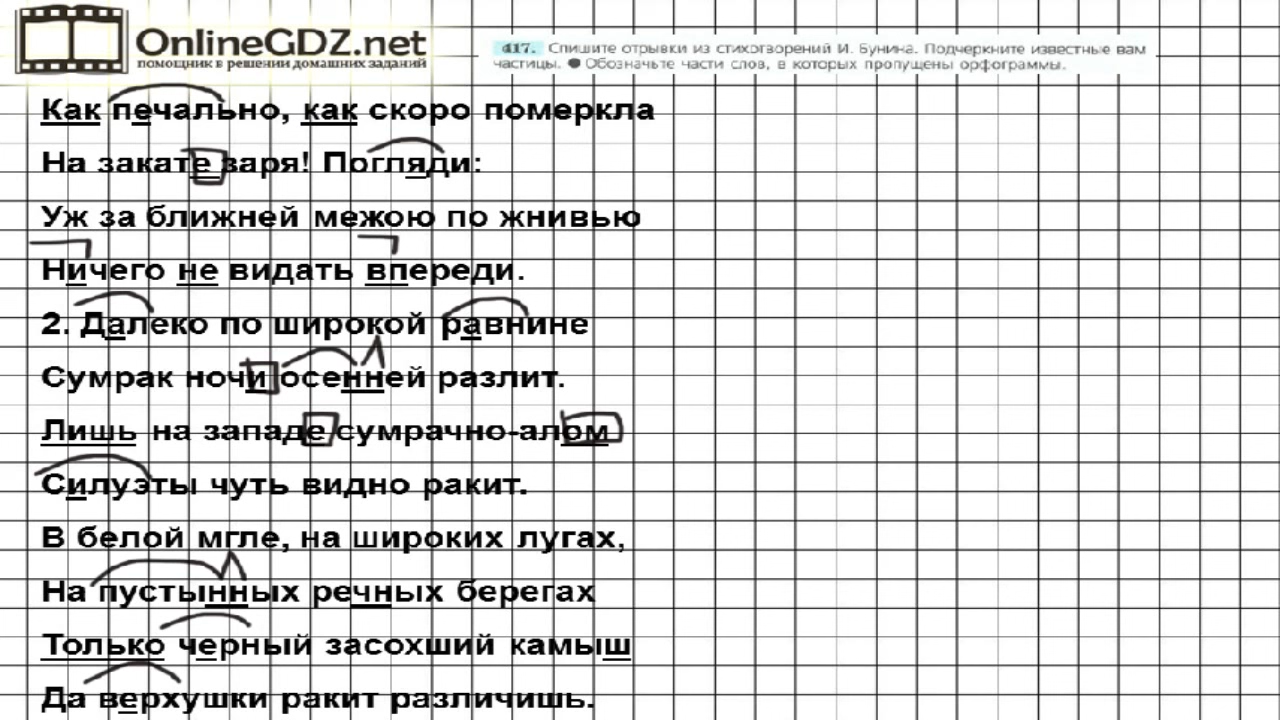 OnlineGDZ.net
помощник в решении домашних заданий
417. Спишите отрывки из стихотворений И. Бунина. Подчеркните известные вам
частицы. ● Обозначьте части слов, в которых пропущены орфограммы.
Как печально, как скоро померкла
На закате заря! Погляди:
Уж за ближней межою по жнивью
Ничего не видать впереди.
2. Далеко по широкой равнине
Сумрак ночи осенней разлит.
Лишь на западе сумрачно-алом
Силуэты чуть видно ракит.
В белой мгле, на широких лугах,
На пустынных речных берегах
Только черный засохший камыш
Да верхушки ракит различишь.